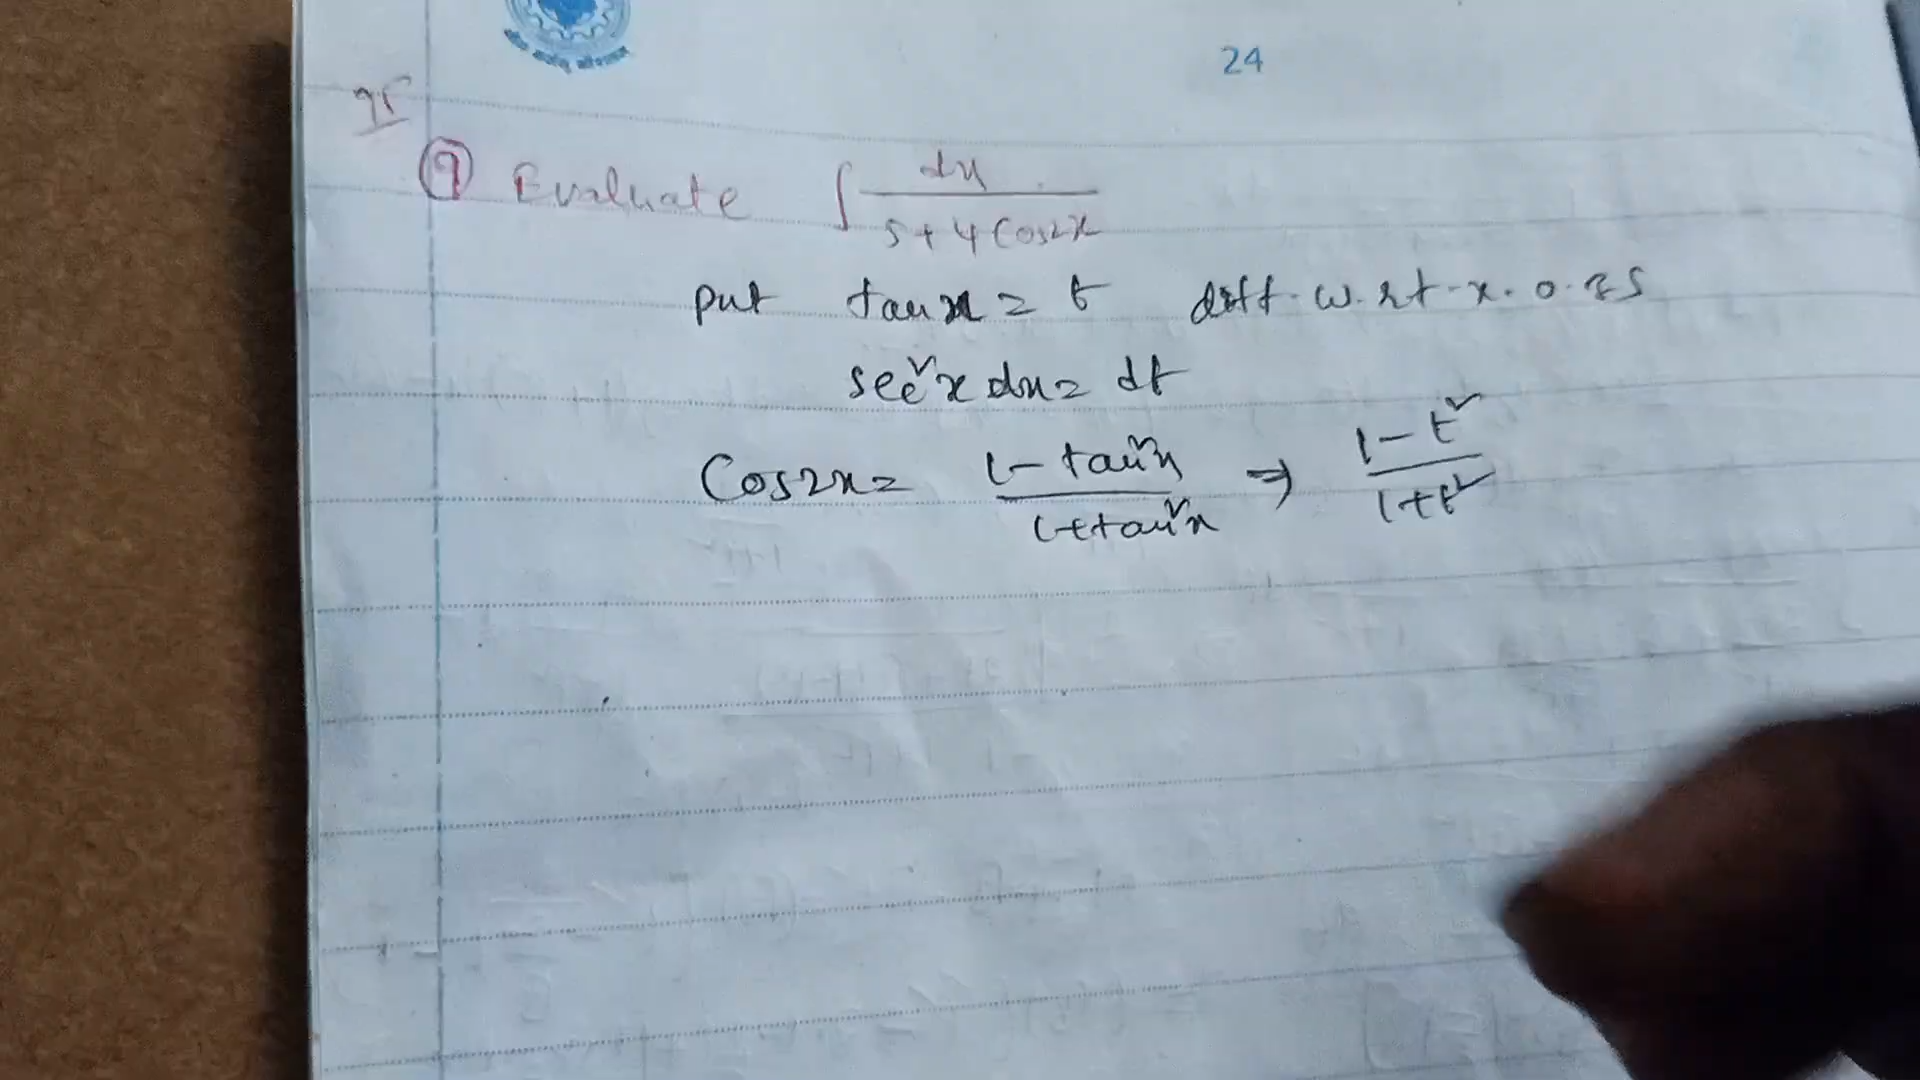 24
9 Evaluate ∫ dx / 5+4Cos2x
put tan x = t diff. w.r.t. x. o.B.S
sec²x dx = dt
Cos2x = 1-tan²x / 1+tan²x ⇒ 1-t² / 1+t²